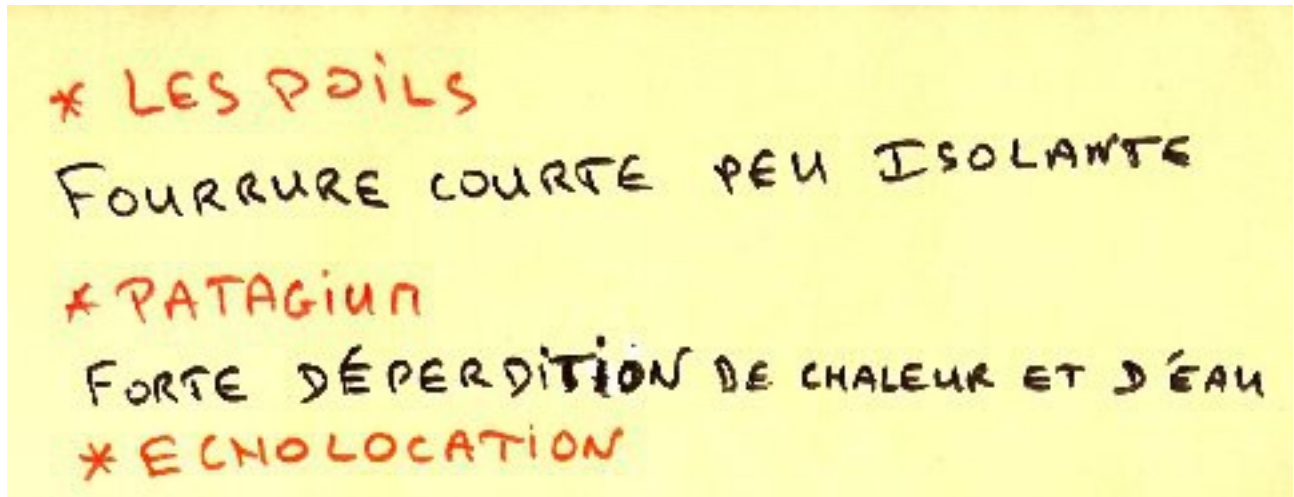 * LES POiLS
FOURRURE COURTE PEU ISOLANTE
* PATAGiUM
FORTE DÉPERDiTiON DE CHALEUR ET D'EAU
* ECHOLOCATiON